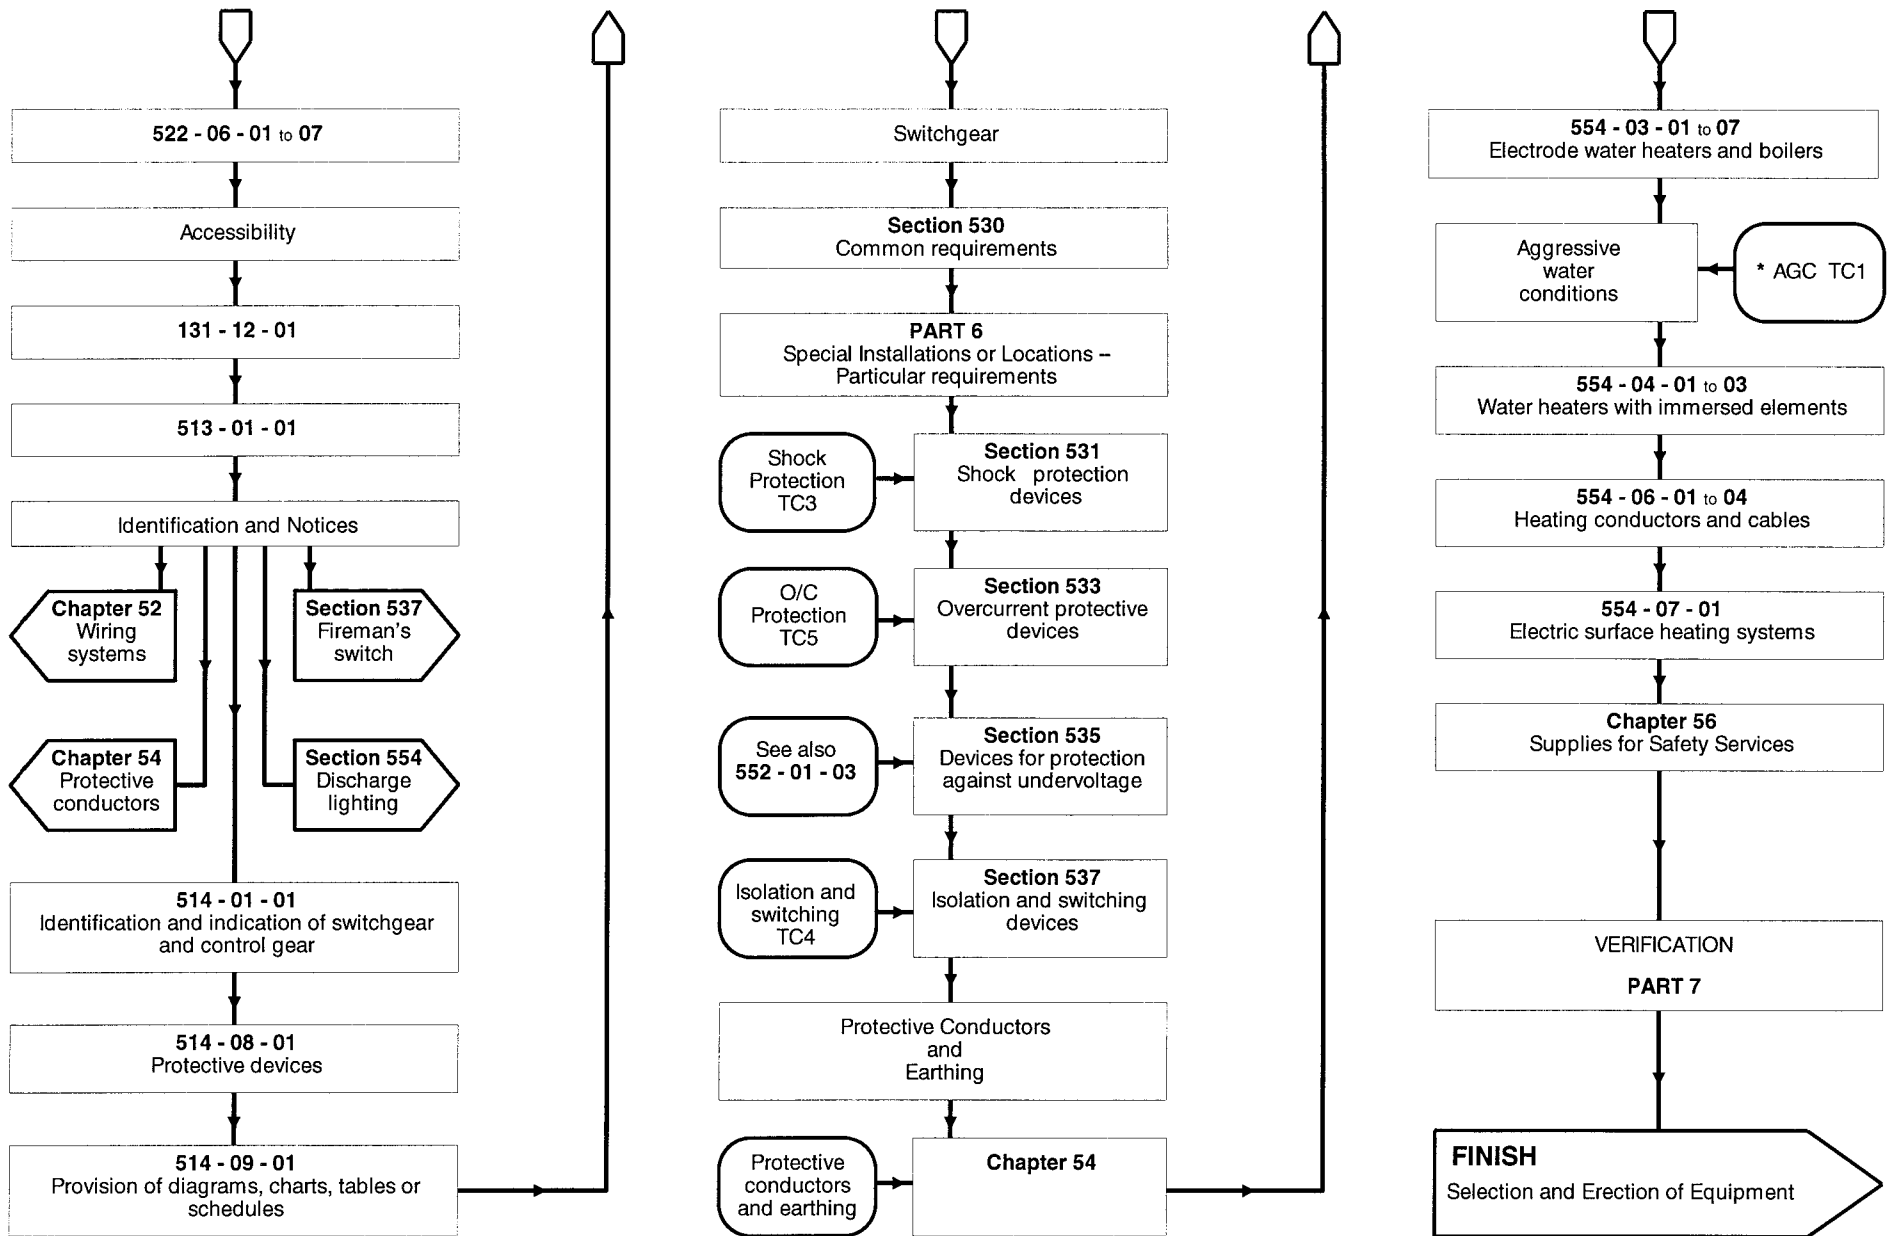 522 - 06 - 01 to 07
Accessibility
131 - 12 - 01
513 - 01 - 01
Identification and Notices
Chapter 52
Wiring
systems
Section 537
Fireman's
switch
Chapter 54
Protective
conductors
Section 554
Discharge
lighting
514 - 01 - 01
Identification and indication of switchgear
and control gear
514 - 08 - 01
Protective devices
514 - 09 - 01
Provision of diagrams, charts, tables or
schedules
Switchgear
Section 530
Common requirements
PART 6
Special Installations or Locations –
Particular requirements
Shock
Protection
TC3
Section 531
Shock protection
devices
O/C
Protection
TC5
Section 533
Overcurrent protective
devices
See also
552 - 01 - 03
Section 535
Devices for protection
against undervoltage
Isolation and
switching
TC4
Section 537
Isolation and switching
devices
Protective Conductors
and
Earthing
Protective
conductors
and earthing
Chapter 54
554 - 03 - 01 to 07
Electrode water heaters and boilers
Aggressive
water
conditions
* AGC TC1
554 - 04 - 01 to 03
Water heaters with immersed elements
554 - 06 - 01 to 04
Heating conductors and cables
554 - 07 - 01
Electric surface heating systems
Chapter 56
Supplies for Safety Services
VERIFICATION
PART 7
FINISH
Selection and Erection of Equipment